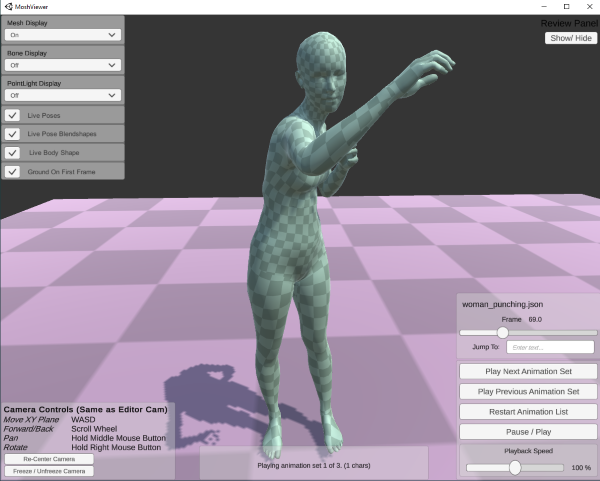 MoshViewer
Mesh Display
On
Bone Display
Off
PointLight Display
Off
Live Poses
Live Pose Blendshapes
Live Body Shape
Ground On First Frame
Review Panel
Show/ Hide
woman_punching.json
Frame 69.0
Jump To: Enter text...
Play Next Animation Set
Play Previous Animation Set
Restart Animation List
Pause / Play
Playback Speed
100 %
Camera Controls (Same as Editor Cam)
Move XY Plane WASD
Forward/Back Scroll Wheel
Pan Hold Middle Mouse Button
Rotate Hold Right Mouse Button
Re-Center Camera
Freeze / Unfreeze Camera
Playing animation set 1 of 3. (1 chars)